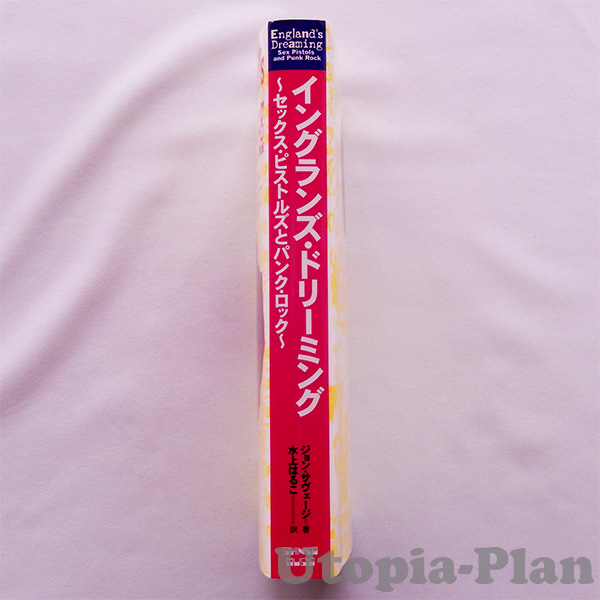 England's
Dreaming
Sex Pistols
and Punk Rock
イングランズ・ドリーミング
〜セックス・ピストルズとパンク・ロック〜
ジョン・サヴェージ 著
水上はるこ 訳
Utopia-Plan